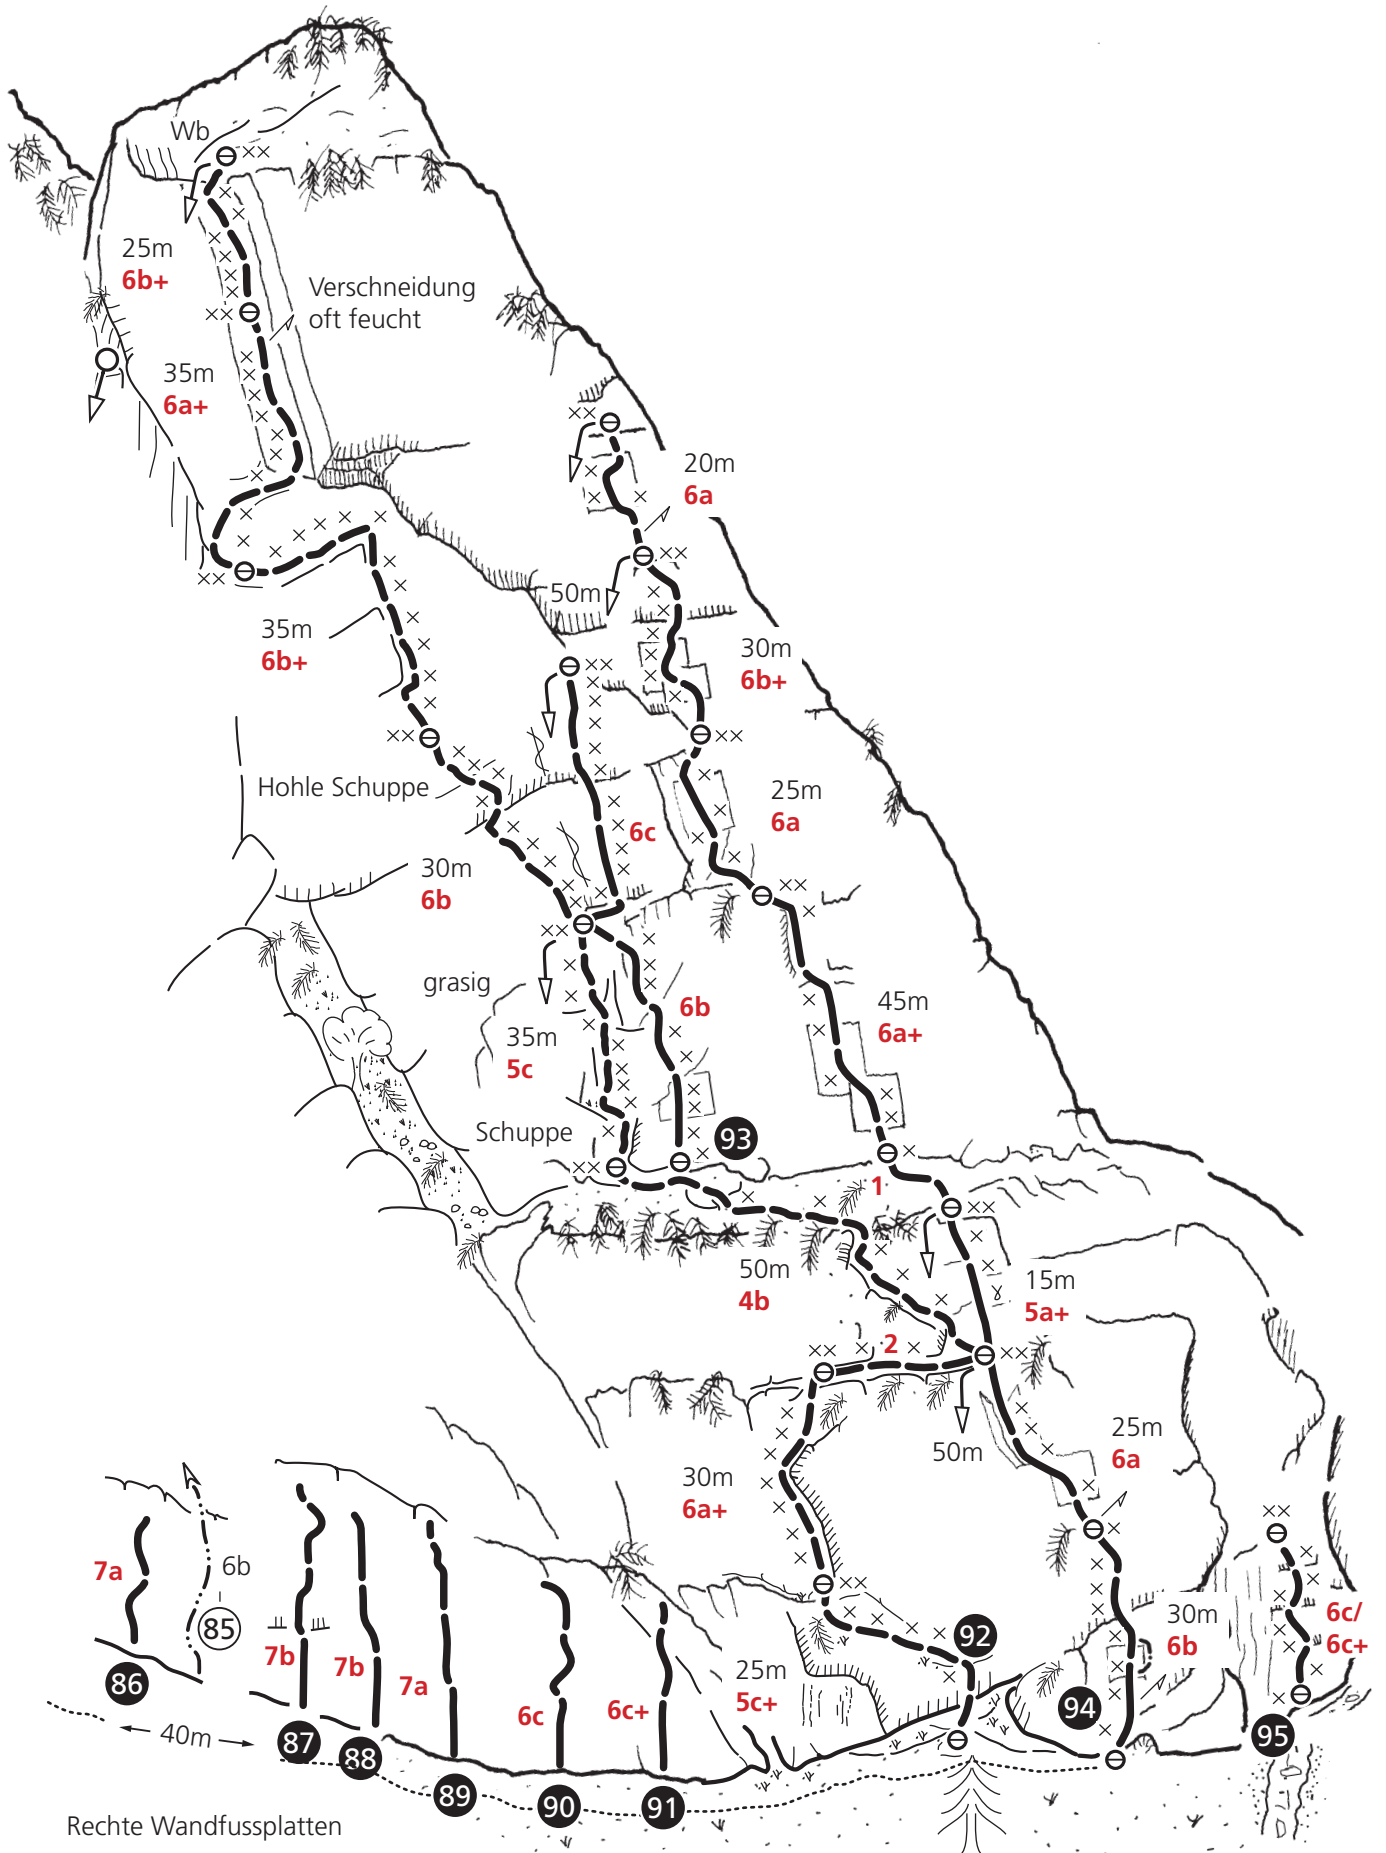 Wb
25m
6b+
Verschneidung
oft feucht
35m
6a+
20m
6a
50m
35m
6b+
30m
6b+
Hohle Schuppe
25m
6a
6c
30m
6b
grasig
6b
45m
6a+
35m
5c
Schuppe
93
1
50m
4b
15m
5a+
2
50m
25m
6a
30m
6a+
7a
6b
85
86
7b
7b
7a
6c
6c+
25m
5c+
92
30m
6b
6c/
6c+
94
95
40m
87
88
89
90
91
Rechte Wandfussplatten